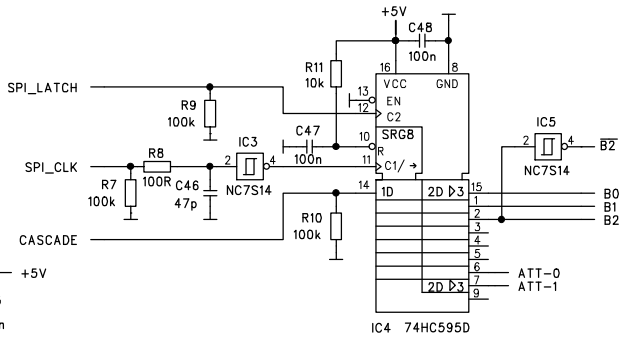 +5V
C48
100n
16
8
VCC
GND
R11
10k
SPI_LATCH
13
EN
12
C2
R9
100k
SRG8
C47
100n
10
R
IC3
R8
SPI_CLK
2
4
11
C1/ →
NC7S14
100R
R7
100k
C46
47p
14
1D
2D ▷3
15
B0
1
B1
2
B2
IC5
2
4
B2
NC7S14
CASCADE
R10
100k
3
4
5
6
ATT-0
7
ATT-1
2D ▷3
9
+5V
n
IC4 74HC595D